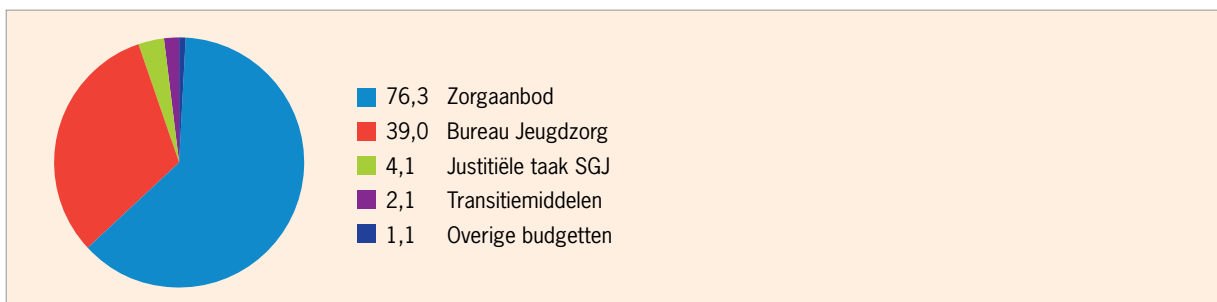 76,3 Zorgaanbod
39,0 Bureau Jeugdzorg
4,1 Justitiële taak SGJ
2,1 Transitiemiddelen
1,1 Overige budgetten